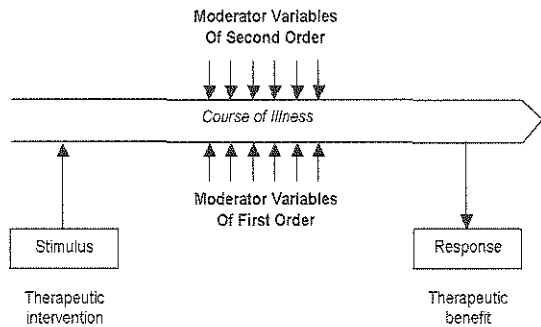 Moderator Variables
Of Second Order
Course of Illness
Moderator Variables
Of First Order
Stimulus
Response
Therapeutic
intervention
Therapeutic
benefit